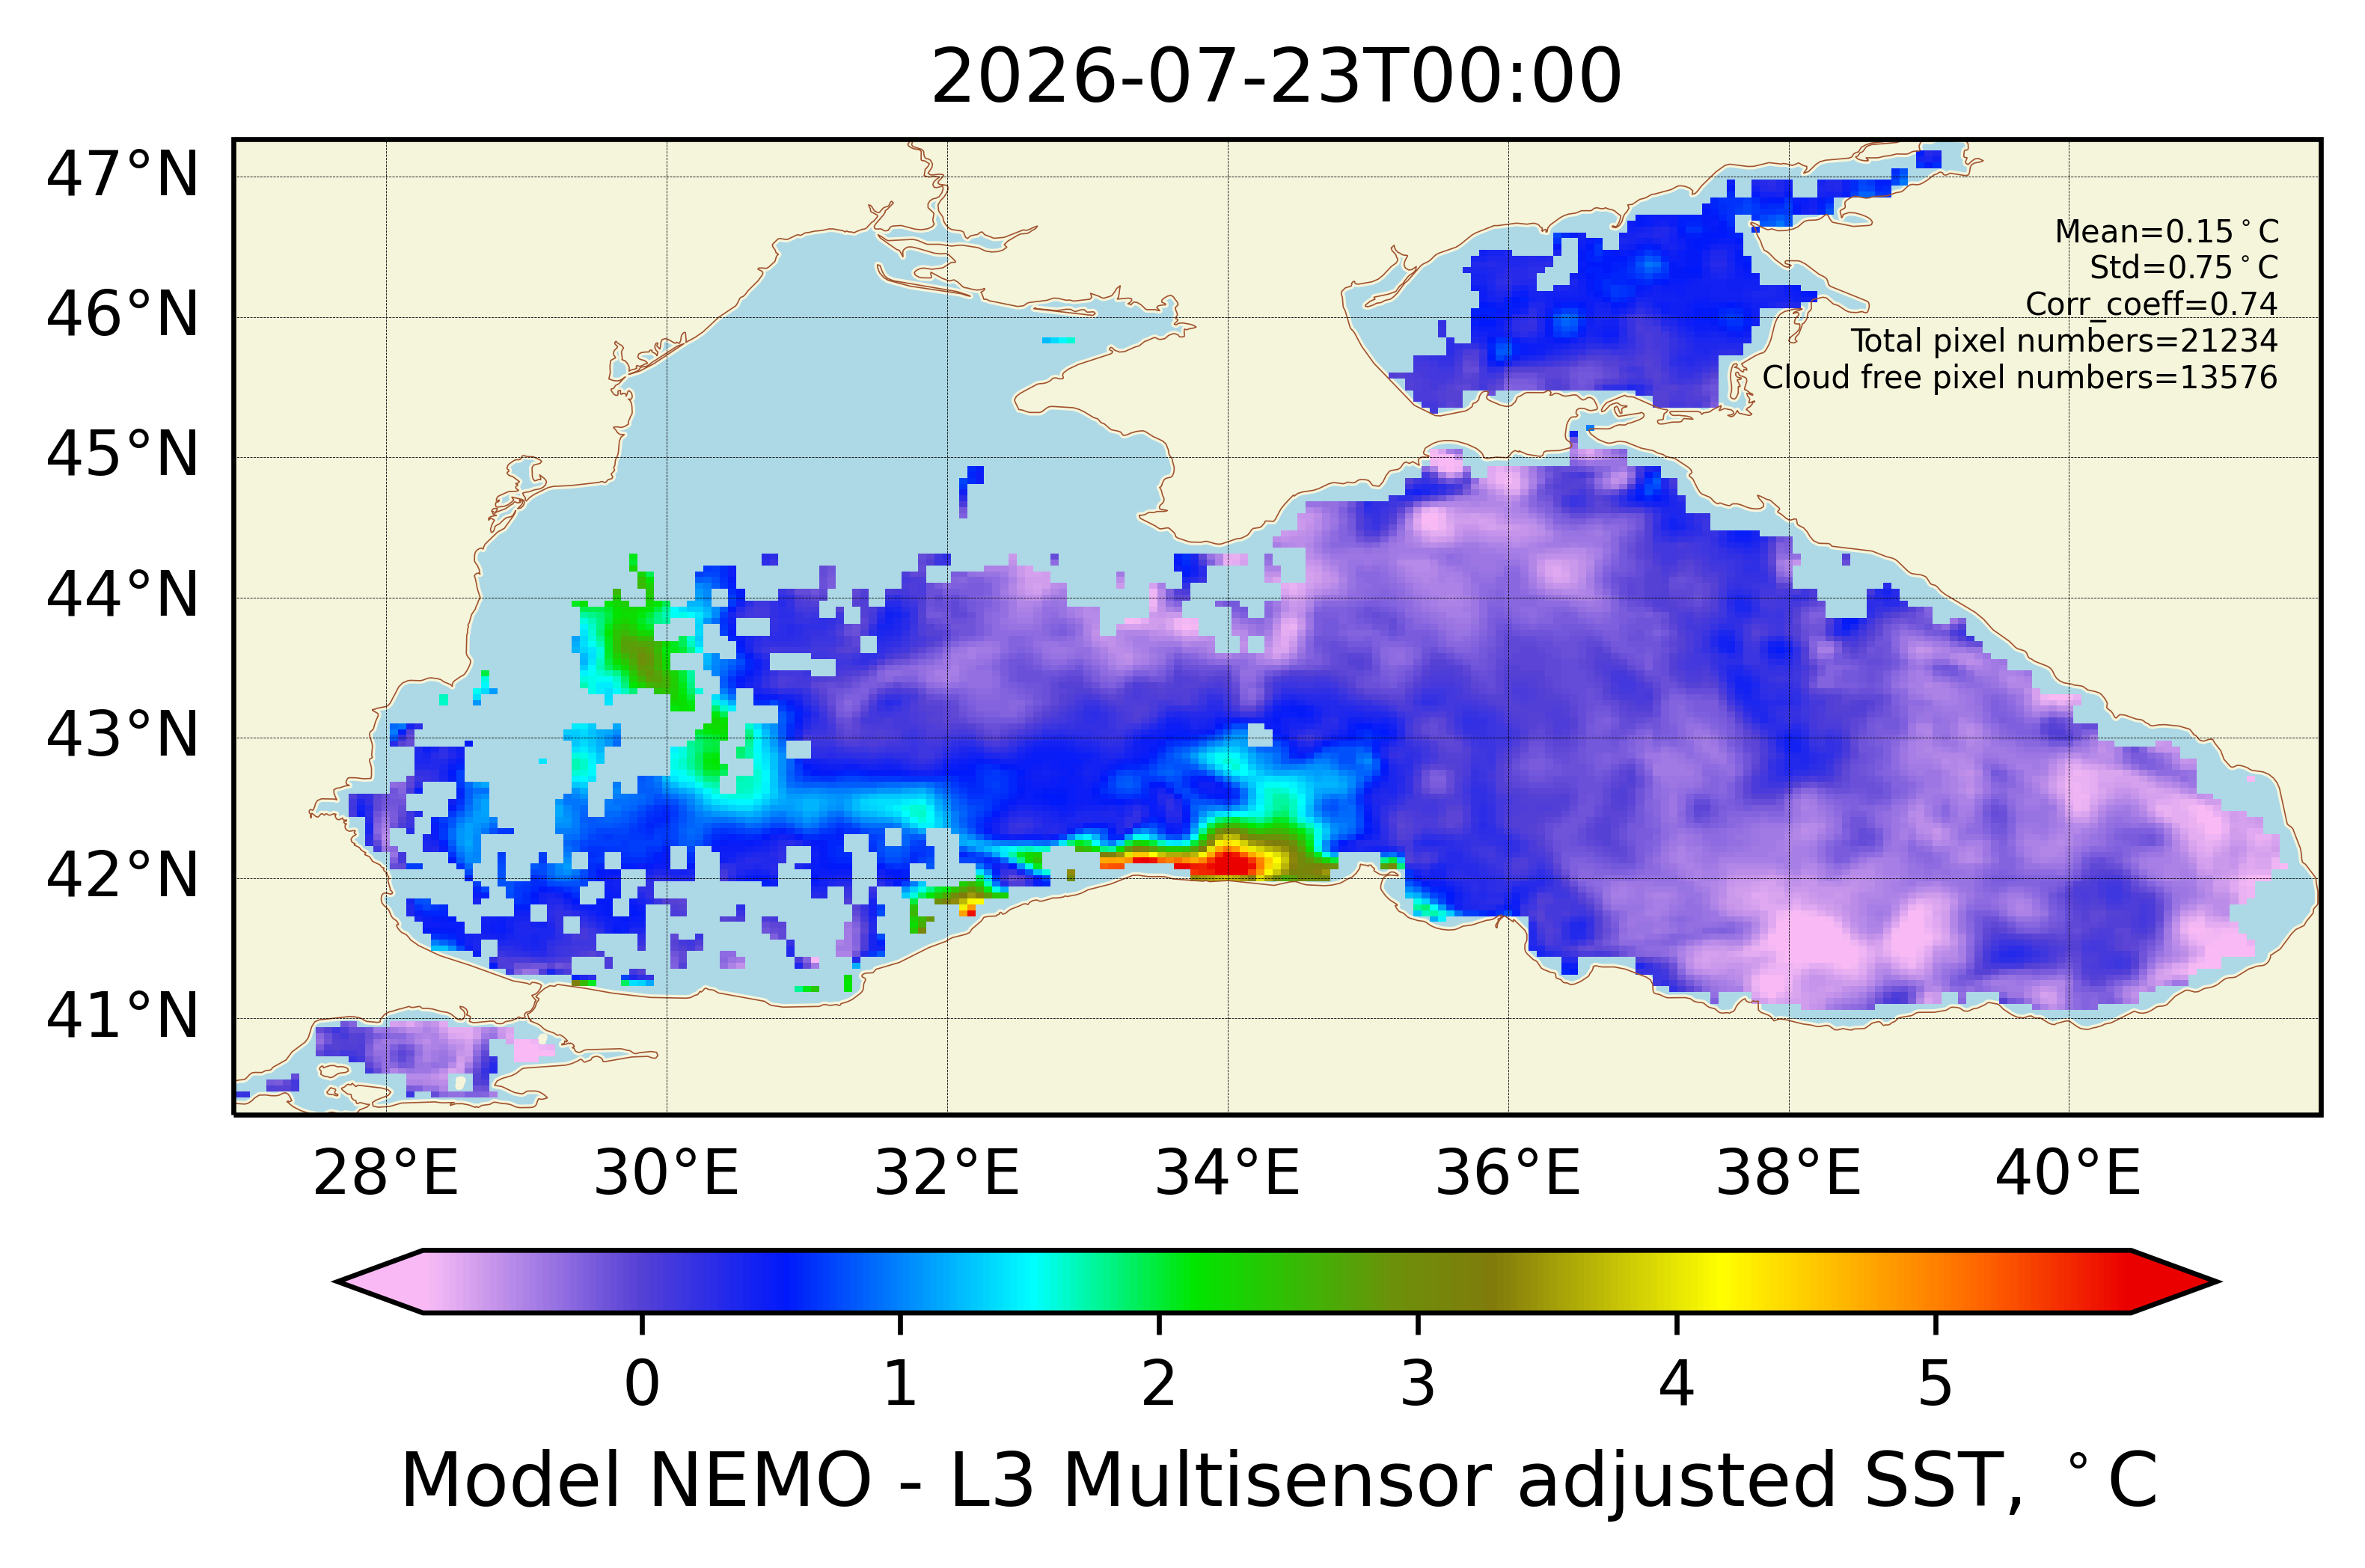 2026-07-23T00:00
47°N
46°N
45°N
44°N
43°N
42°N
41°N
Mean=0.15°C
Std=0.75°C
Corr_coeff=0.74
Total pixel numbers=21234
Cloud free pixel numbers=13576
28°E 30°E 32°E 34°E 36°E 38°E 40°E
0 1 2 3 4 5
Model NEMO - L3 Multisensor adjusted SST, °C